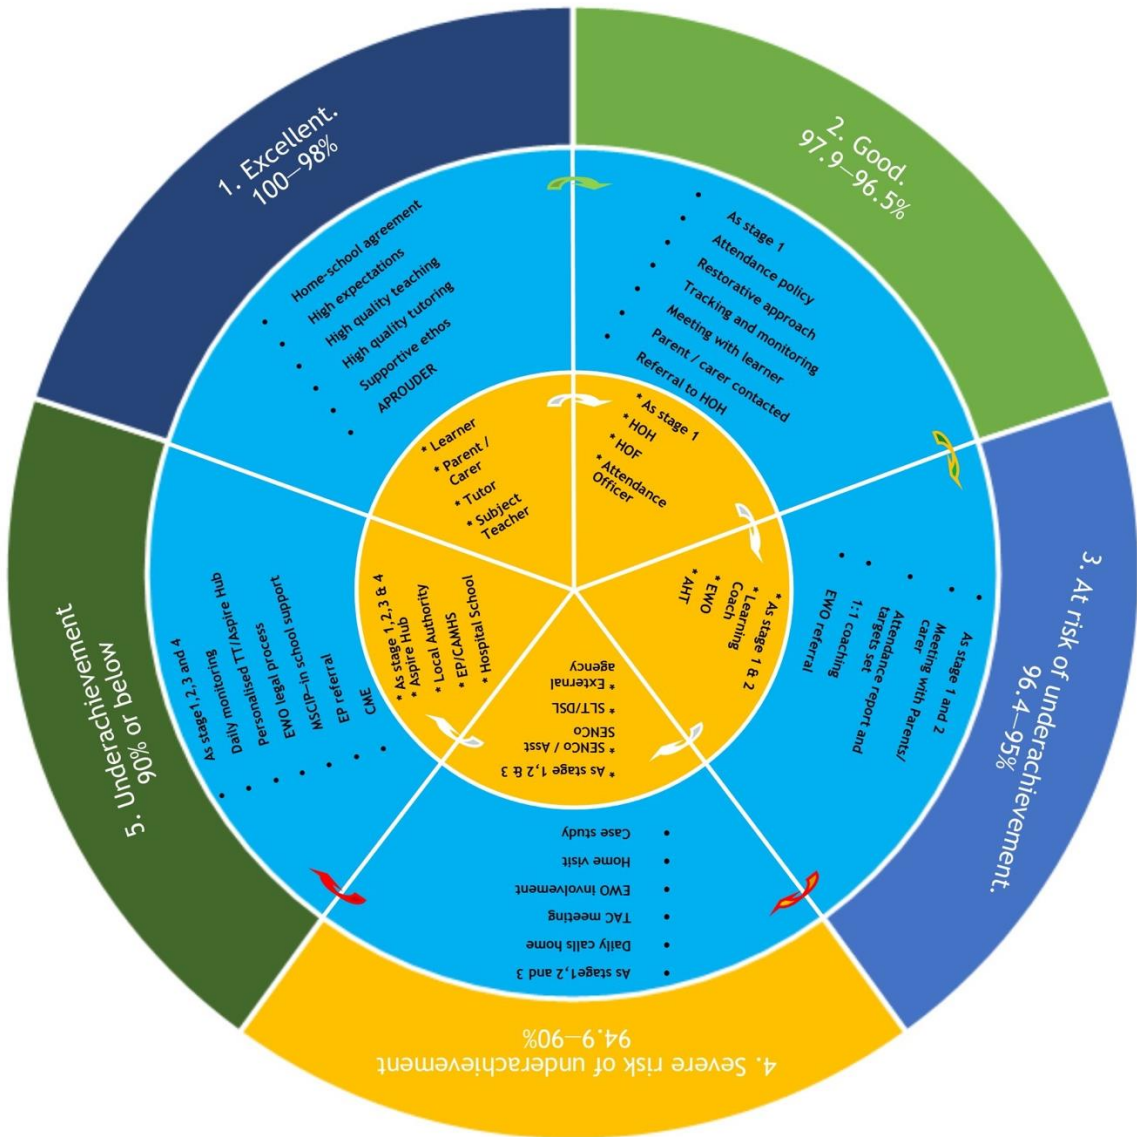 1. Excellent.
100—98%
• Home-school agreement
• High expectations
• High quality teaching
• High quality tutoring
• Supportive ethos
• APROUDER
* Learner
* Parent /
Carer
* Tutor
* Subject
Teacher
2. Good.
97.9—96.5%
• As stage 1
• Attendance policy
• Restorative approach
• Tracking and monitoring
• Meeting with learner
• Parent / carer contacted
• Referral to HOH
* As stage 1
* HOH
* HOF
* Attendance
Officer
3. At risk of underachievement.
96.4—95%
• As stage 1 and 2
• Meeting with Parents/
carer
• Attendance report and
targets set
• 1:1 coaching
• EWO referral
* As stage 1 & 2
* Learning
Coach
* EWO
* AHT
4. Severe risk of underachievement
94.9—90%
• As stage1,2 and 3
• Daily calls home
• TAC meeting
• EWO involvement
• Home visit
• Case study
* As stage 1,2 & 3
* SENCo / Asst
SENCo
* SLT/DSL
* External
agency
5. Underachievement
90% or below
• As stage1,2,3 and 4
• Daily monitoring
• Personalised TT/Aspire Hub
• EWO legal process
• MSCIP—in school support
• EP referral
• CME
* As stage 1,2,3 & 4
* Aspire Hub
* Local Authority
* EP/CAMHS
* Hospital School